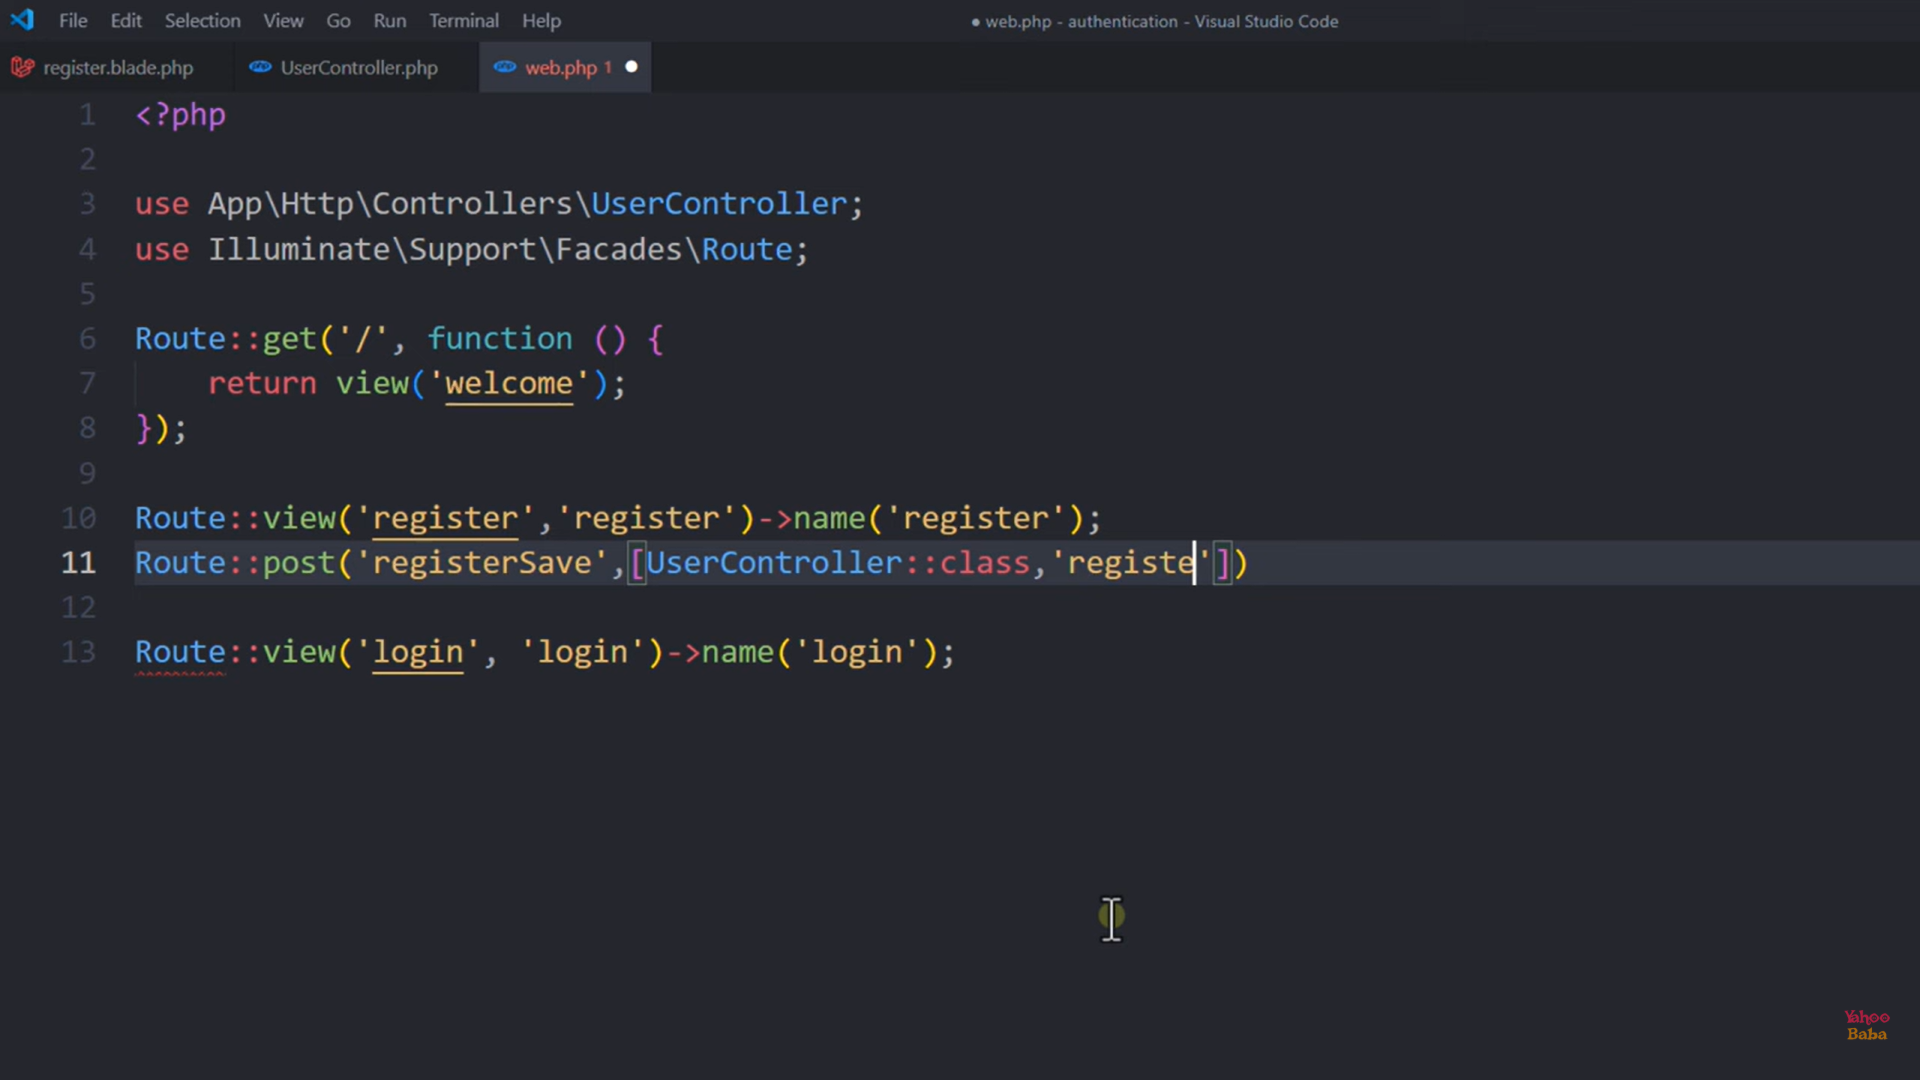 File Edit Selection View Go Run Terminal Help
● web.php - authentication - Visual Studio Code
register.blade.php
UserController.php
web.php 1 ●
1 <?php
2
3 use App\Http\Controllers\UserController;
4 use Illuminate\Support\Facades\Route;
5
6 Route::get('/', function () {
7     return view('welcome');
8 });
9
10 Route::view('register','register')->name('register');
11 Route::post('registerSave',[UserController::class,'registe'])
12
13 Route::view('login', 'login')->name('login');
Yahoo
Baba